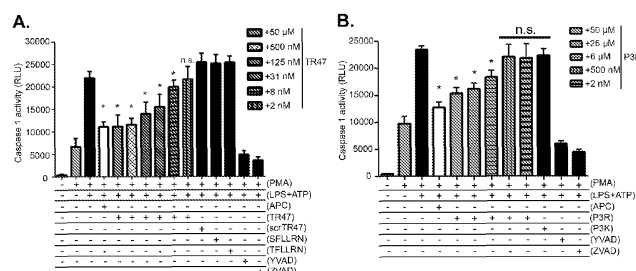 A.
+50 µM
+500 nM
+125 nM
+31 nM
+8 nM
+2 nM
TR47
n.s.
* * * * * *
Caspase 1 activity (RLU)
30000
25000
20000
15000
10000
5000
0
- + + + + + + + + + + + + + (PMA)
(LPS+ATP)
(APC)
(TR47)
(scrTR47)
(SFLLRN)
(TFLLRN)
(YVAD)
(ZVAD)
B.
n.s.
+50 µM
+25 µM
+6 µM
+500 nM
+2 nM
* * * *
Caspase 1 activity (RLU)
30000
25000
20000
15000
10000
5000
0
(PMA)
(LPS+ATP)
(APC)
(P3R)
(P3K)
(YVAD)
(ZVAD)